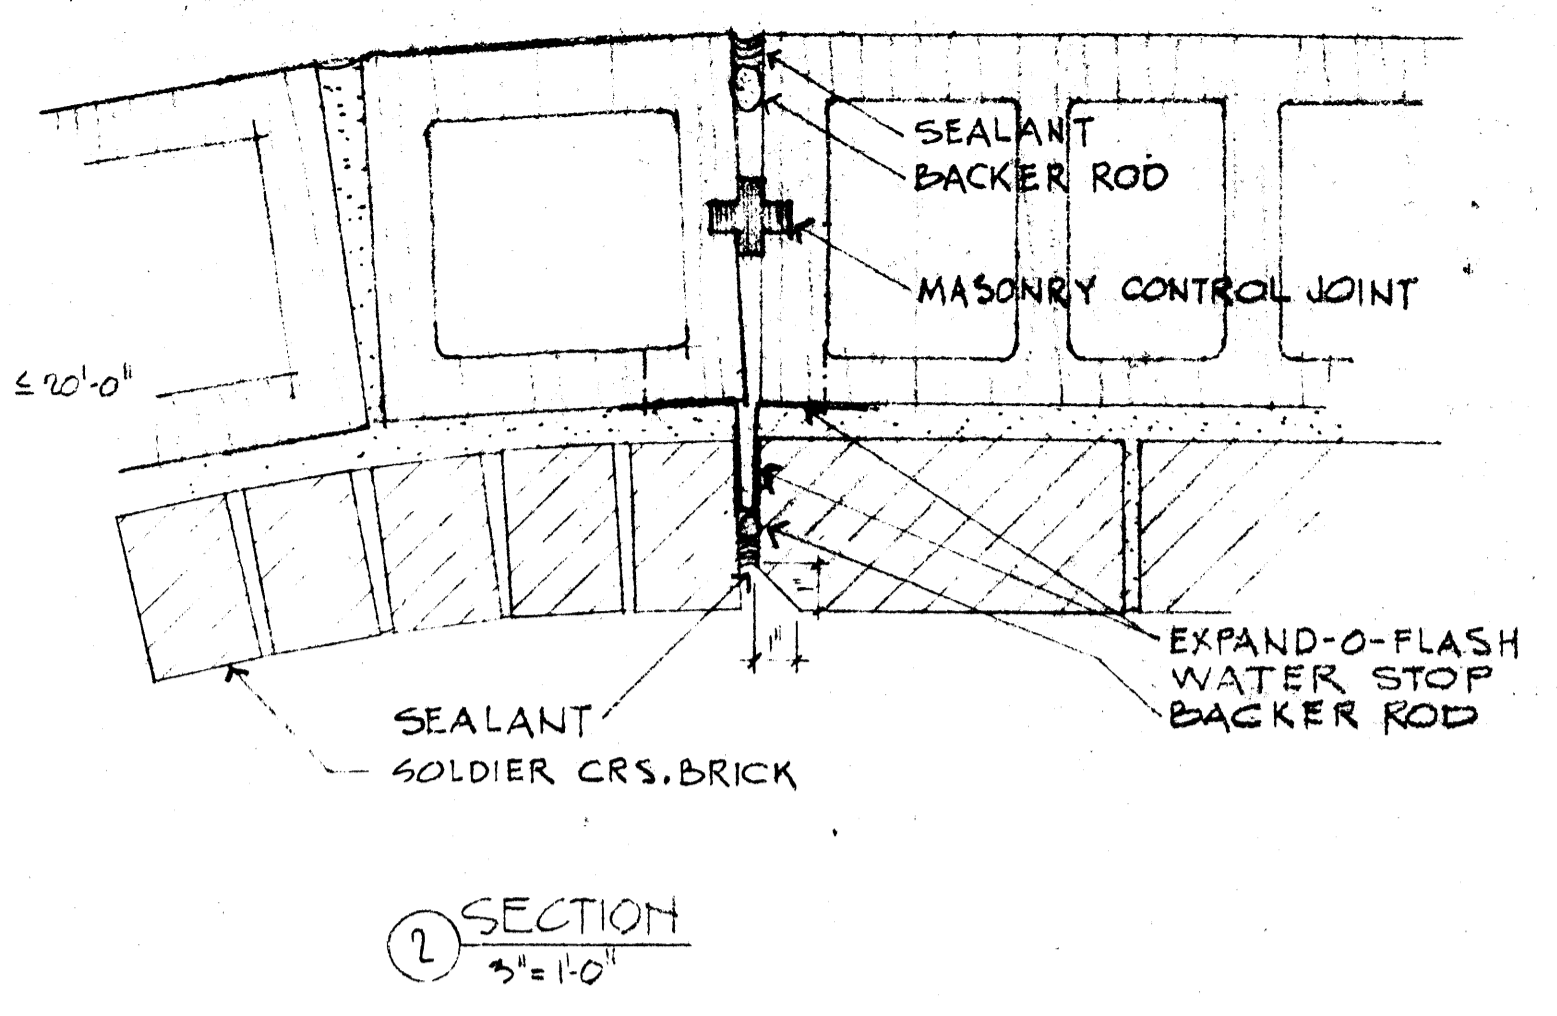 SEALANT
BACKER ROD
MASONRY CONTROL JOINT
≤ 20'-0"
1"
1"
EXPAND-O-FLASH
WATER STOP
BACKER ROD
SEALANT
SOLDIER CRS. BRICK
2 SECTION
3" = 1'-0"